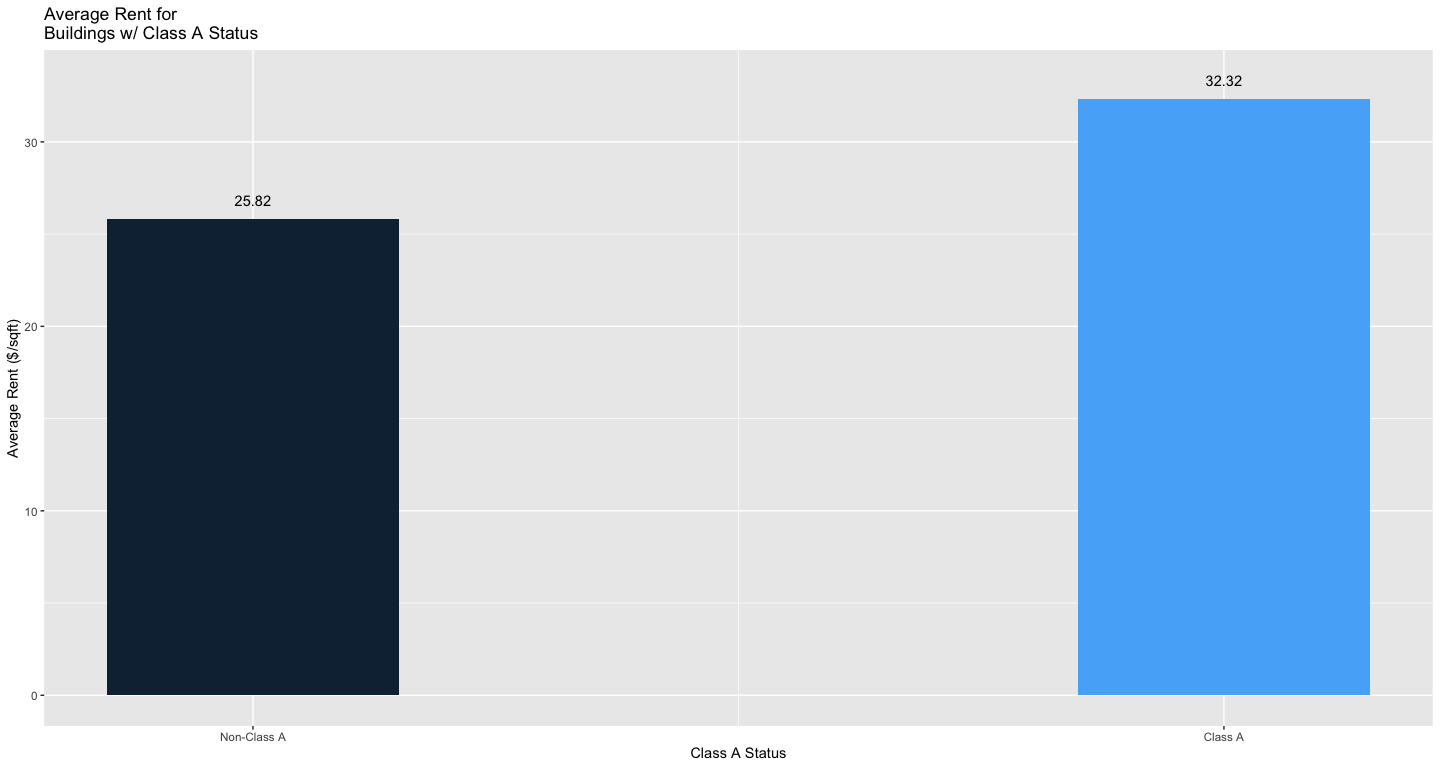 Average Rent for
Buildings w/ Class A Status
32.32
30
25.82
20
Average Rent ($/sqft)
10
0
Non-Class A
Class A
Class A Status